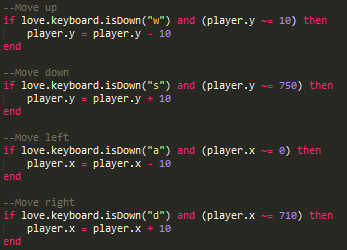 --Move up
if love.keyboard.isDown("w") and (player.y ~= 10) then
player.y = player.y - 10
end
--Move down
if love.keyboard.isDown("s") and (player.y ~= 750) then
player.y = player.y + 10
end
--Move left
if love.keyboard.isDown("a") and (player.x ~= 0) then
player.x = player.x - 10
end
--Move right
if love.keyboard.isDown("d") and (player.x ~= 710) then
player.x = player.x + 10
end